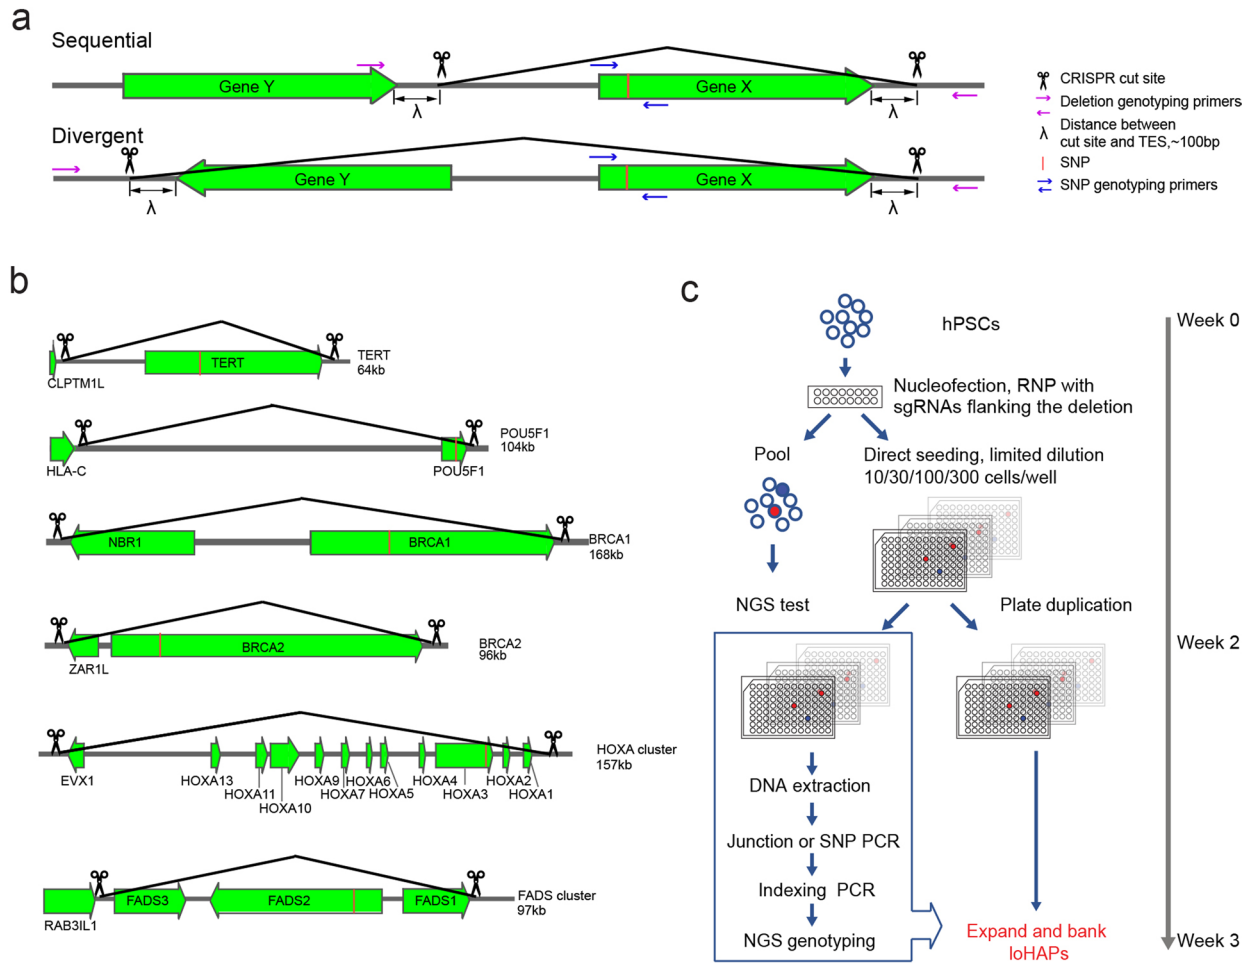 a
Sequential
Gene Y
Gene X
λ
λ
Divergent
Gene Y
Gene X
λ
λ
CRISPR cut site
Deletion genotyping primers
λ
Distance between
cut site and TES,~100bp
SNP
SNP genotyping primers
b
TERT
CLPTM1L
TERT
64kb
HLA-C
POU5F1
POU5F1
104kb
NBR1
BRCA1
BRCA1
168kb
ZAR1L
BRCA2
BRCA2
96kb
EVX1
HOXA13
HOXA11
HOXA10
HOXA9
HOXA7
HOXA6
HOXA5
HOXA4
HOXA3
HOXA2
HOXA1
HOXA cluster
157kb
RAB3IL1
FADS3
FADS2
FADS1
FADS cluster
97kb
c
hPSCs
Week 0
Nucleofection, RNP with
sgRNAs flanking the deletion
Pool
Direct seeding, limited dilution
10/30/100/300 cells/well
NGS test
Plate duplication
Week 2
DNA extraction
Junction or SNP PCR
Indexing PCR
NGS genotyping
Expand and bank
loHAPs
Week 3